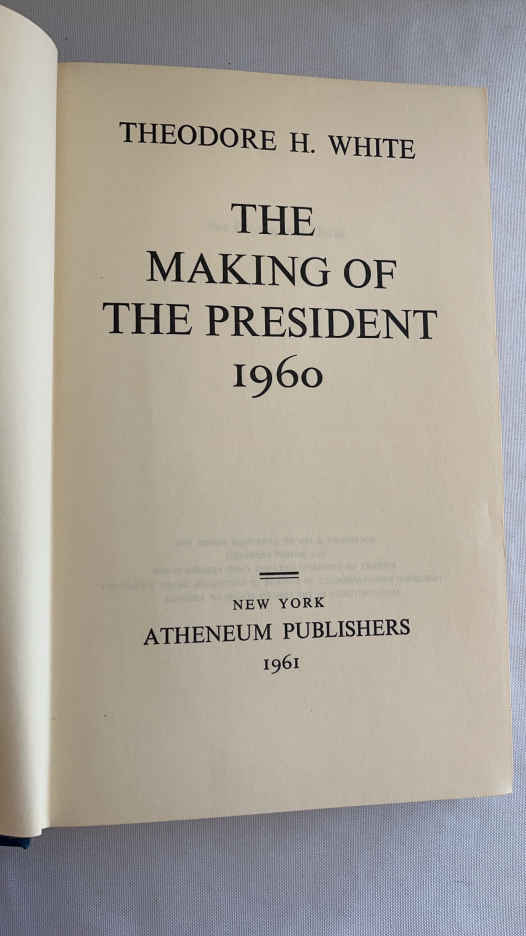 THEODORE H. WHITE
THE
MAKING OF
THE PRESIDENT
1960
NEW YORK
ATHENEUM PUBLISHERS
1961